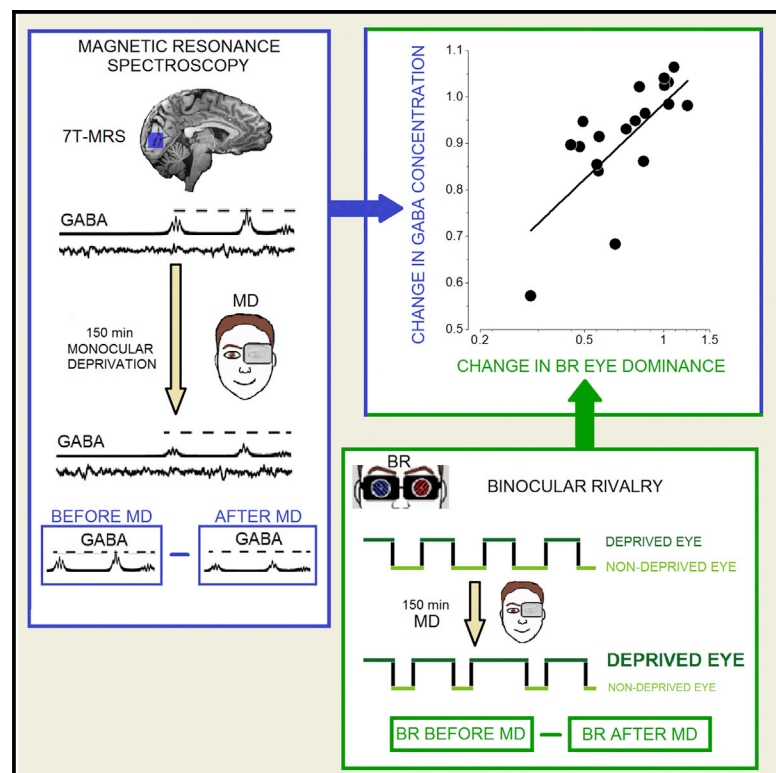 MAGNETIC RESONANCE
SPECTROSCOPY
7T-MRS
GABA
150 min
MONOCULAR
DEPRIVATION
MD
GABA
BEFORE MD
AFTER MD
GABA
GABA
CHANGE IN GABA CONCENTRATION
1.1
1.0
0.9
0.8
0.7
0.6
0.5
0.2
0.5
1
1.5
CHANGE IN BR EYE DOMINANCE
BR
BINOCULAR RIVALRY
DEPRIVED EYE
NON-DEPRIVED EYE
150 min
MD
DEPRIVED EYE
NON-DEPRIVED EYE
BR BEFORE MD
BR AFTER MD